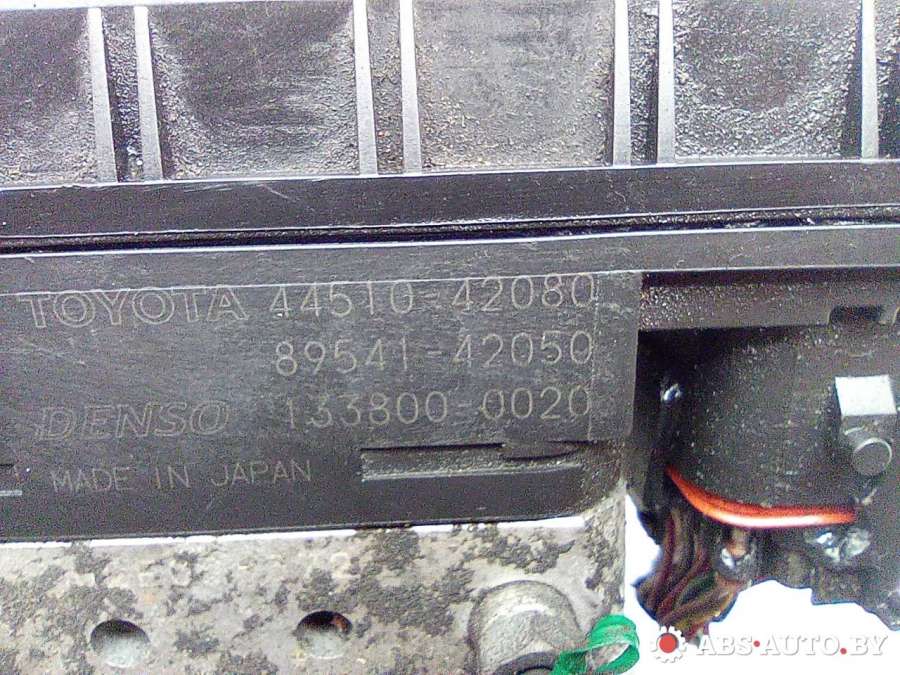 TOYOTA 44510-42080
89541-42050
DENSO 133800-0020
MADE IN JAPAN
ABS-AUTO.BY